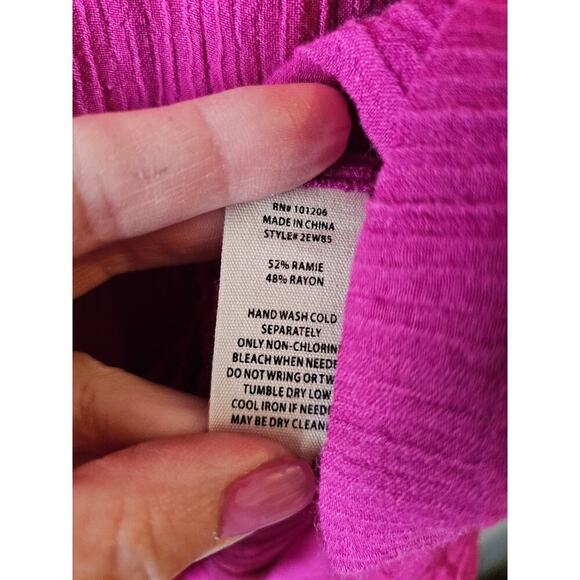 RN# 101206
MADE IN CHINA
STYLE# 2EW85
52% RAMIE
48% RAYON
HAND WASH COLD
SEPARATELY
ONLY NON-CHLORIN
BLEACH WHEN NEEDE
DO NOT WRING OR TW
TUMBLE DRY LOW
COOL IRON IF NEED
MAY BE DRY CLEAN